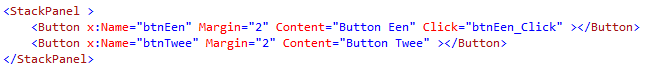 <StackPanel >
    <Button x:Name="btnEen" Margin="2" Content="Button Een" Click="btnEen_Click" ></Button>
    <Button x:Name="btnTwee" Margin="2" Content="Button Twee" ></Button>
</StackPanel>